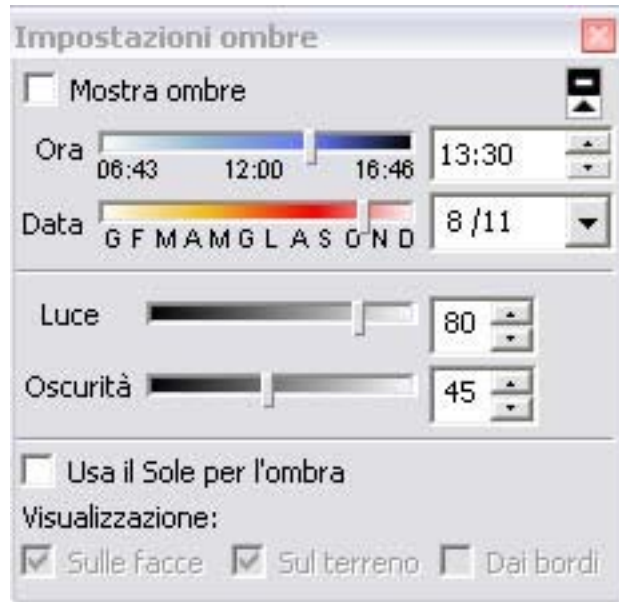 Impostazioni ombre
Mostra ombre
Ora 13:30
06:43 12:00 16:46
Data 8 /11
G F M A M G L A S O N D
Luce 80
Oscurità 45
Usa il Sole per l'ombra
Visualizzazione:
Sulle facce Sul terreno Dai bordi